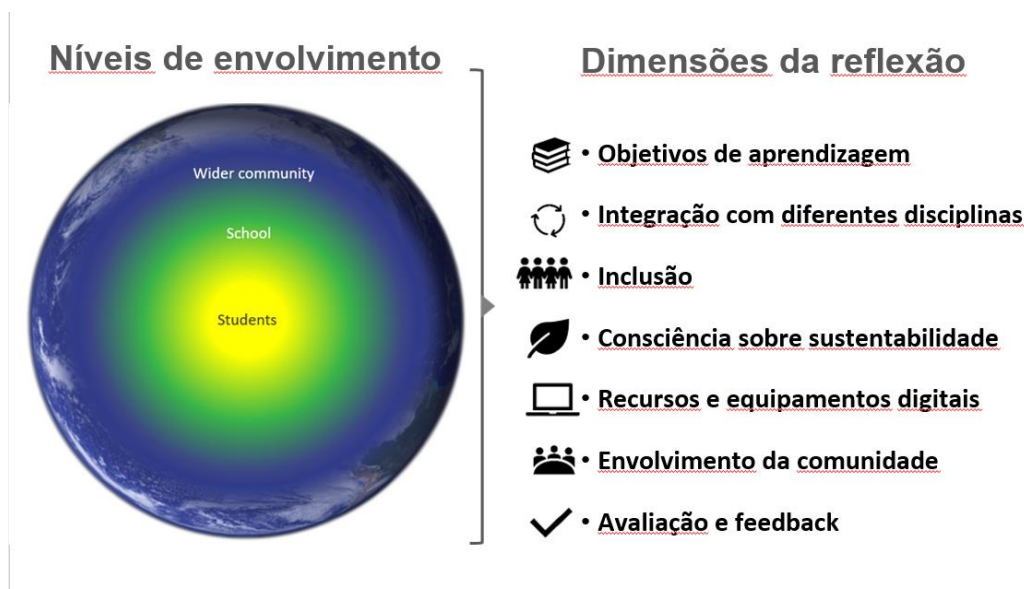 Níveis de envolvimento
Wider community
School
Students
Dimensões da reflexão
• Objetivos de aprendizagem
• Integração com diferentes disciplinas
• Inclusão
• Consciência sobre sustentabilidade
• Recursos e equipamentos digitais
• Envolvimento da comunidade
• Avaliação e feedback